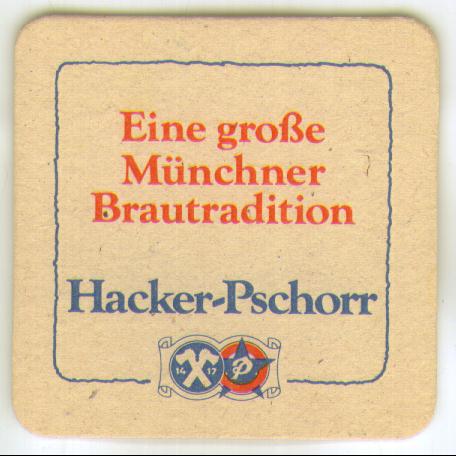 Eine große
Münchner
Brautradition
Hacker-Pschorr
14 17
P